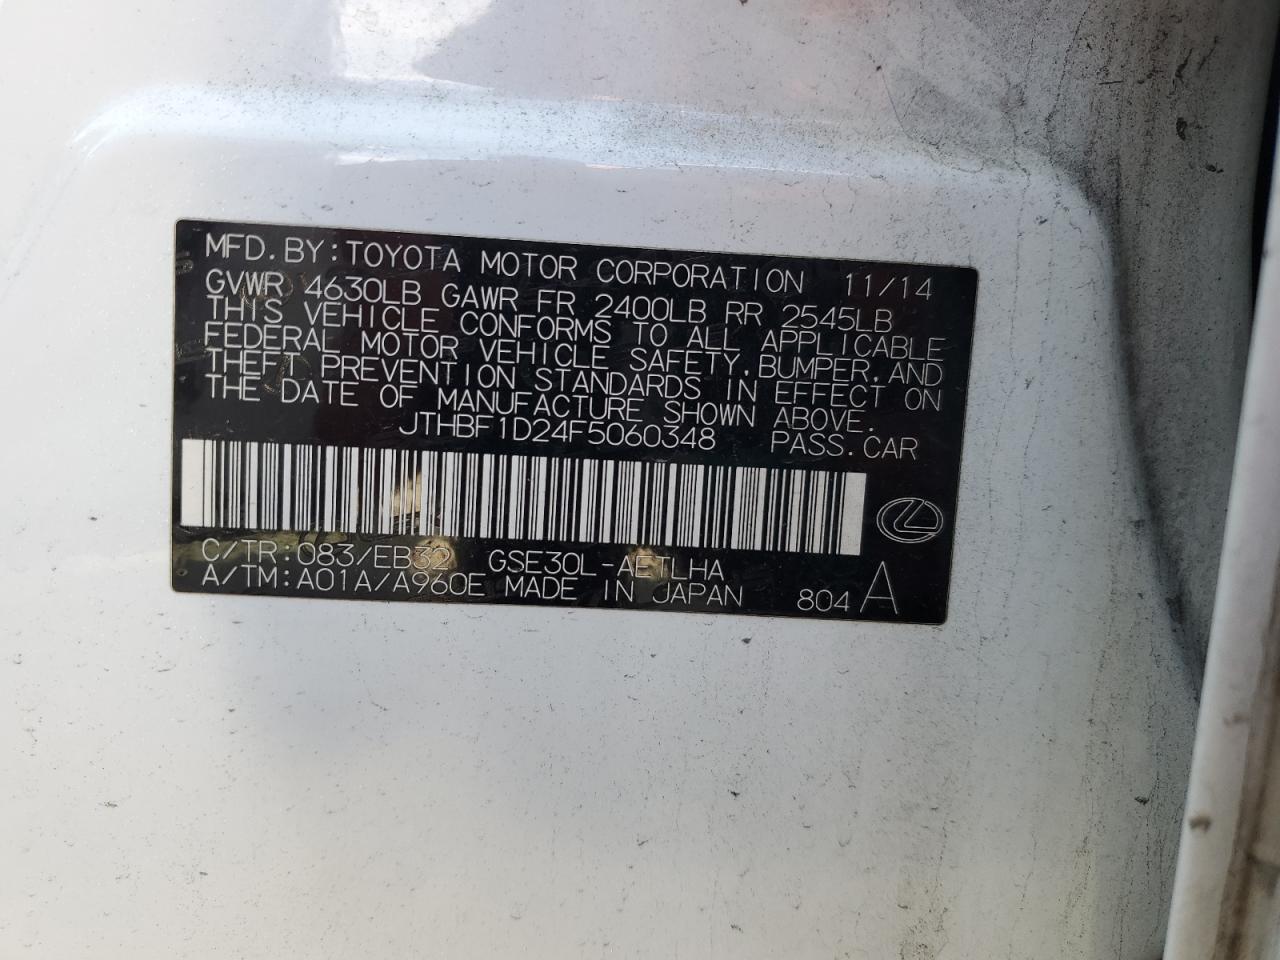 MFD.BY:TOYOTA MOTOR CORPORATION 11/14
GVWR 4630LB GAWR FR 2400LB RR 2545LB
THIS VEHICLE CONFORMS TO ALL APPLICABLE
FEDERAL MOTOR VEHICLE SAFETY,BUMPER,AND
THEFT PREVENTION STANDARDS IN EFFECT ON
THE DATE OF MANUFACTURE SHOWN ABOVE.
JTHBF1D24F5060348 PASS.CAR
C/TR:083/EB32 GSE30L-AETLHA
A/TM:A01A/A960E MADE IN JAPAN 804 A